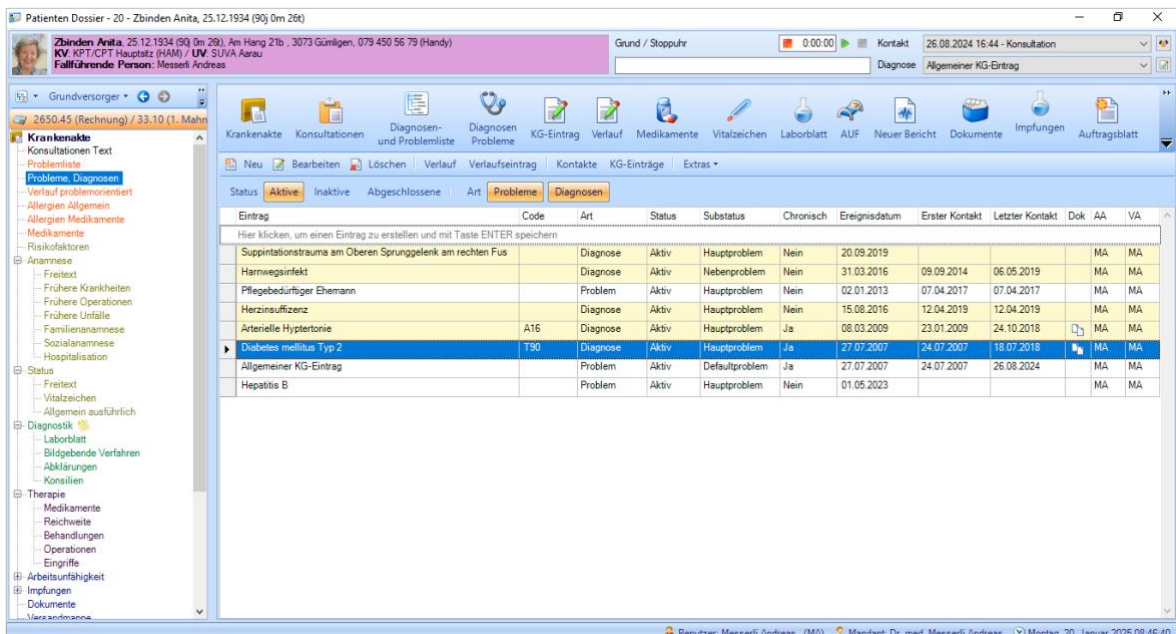 Patienten Dossier - 20 - Zbinden Anita, 25.12.1934 (90j 0m 26t)
Zbinden Anita, 25.12.1934 (90j 0m 26t), Am Hang 21b , 3073 Gümligen, 079 450 56 79 (Handy)
KV: KPT/CPT Hauptsitz (HAM) / UV: SUVA Aarau
Fallführende Person: Messerli Andreas
Grund / Stoppuhr 0:00:00
Kontakt 26.08.2024 16:44 - Konsultation
Diagnose Allgemeiner KG-Eintrag
Grundversorger
2650.45 (Rechnung) / 33.10 (1. Mahn
Krankenakte
Konsultationen Text
Problemliste
Probleme, Diagnosen
Verlauf problemorientiert
Allergien Allgemein
Allergien Medikamente
Medikamente
Risikofaktoren
Anamnese
Freitext
Frühere Krankheiten
Frühere Operationen
Frühere Unfälle
Familienanamnese
Sozialanamnese
Hospitalisation
Status
Freitext
Vitalzeichen
Allgemein ausführlich
Diagnostik
Laborblatt
Bildgebende Verfahren
Abklärungen
Konsilien
Therapie
Medikamente
Reichweite
Behandlungen
Operationen
Eingriffe
Arbeitsunfähigkeit
Impfungen
Dokumente
Versandmappe
Krankenakte Konsultationen Diagnosen- und Problemliste Diagnosen Probleme KG-Eintrag Verlauf Medikamente Vitalzeichen Laborblatt AUF Neuer Bericht Dokumente Impfungen Auftragsblatt
Neu Bearbeiten Löschen Verlauf Verlaufseintrag Kontakte KG-Einträge Extras
Status Aktive Inaktive Abgeschlossene Art Probleme Diagnosen
Eintrag Code Art Status Substatus Chronisch Ereignisdatum Erster Kontakt Letzter Kontakt Dok AA VA
Hier klicken, um einen Eintrag zu erstellen und mit Taste ENTER speichern
Suppintationstrauma am Oberen Sprunggelenk am rechten Fus Diagnose Aktiv Hauptproblem Nein 20.09.2019 MA MA
Harnwegsinfekt Diagnose Aktiv Nebenproblem Nein 31.03.2016 09.09.2014 06.05.2019 MA MA
Pflegebedürftiger Ehemann Problem Aktiv Hauptproblem Nein 02.01.2013 07.04.2017 07.04.2017 MA MA
Herzinsuffizenz Diagnose Aktiv Hauptproblem Nein 15.08.2016 12.04.2019 12.04.2019 MA MA
Arterielle Hyptertonie A16 Diagnose Aktiv Hauptproblem Ja 08.03.2009 23.01.2009 24.10.2018 MA MA
Diabetes mellitus Typ 2 T90 Diagnose Aktiv Hauptproblem Ja 27.07.2007 24.07.2007 18.07.2018 MA MA
Allgemeiner KG-Eintrag Problem Aktiv Defaultproblem Ja 27.07.2007 24.07.2007 26.08.2024 MA MA
Hepatitis B Problem Aktiv Hauptproblem Nein 01.05.2023 MA MA
Benutzer: Messerli Andreas (MA) Mandant: Dr. med. Messerli Andreas Montag, 20. Januar 2025 08:46:40